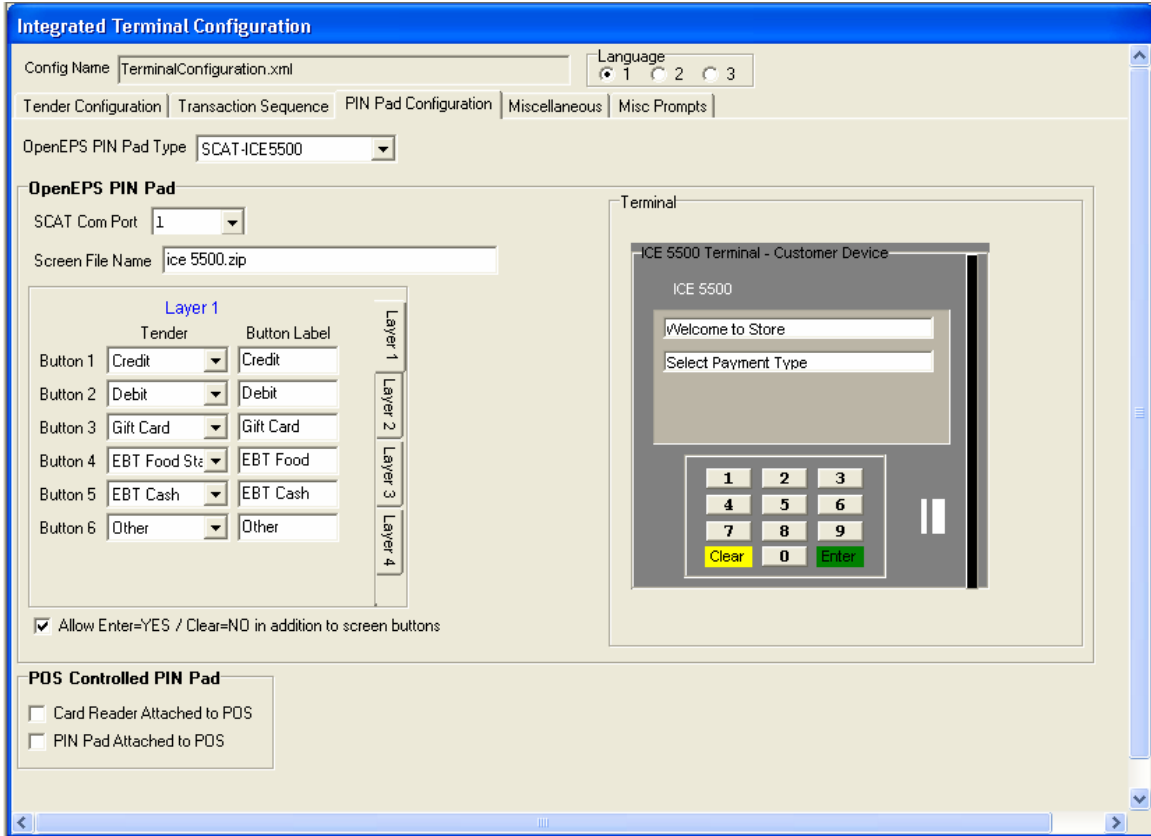 Integrated Terminal Configuration
Config Name TerminalConfiguration.xml
Language
1 2 3
Tender Configuration Transaction Sequence PIN Pad Configuration Miscellaneous Misc Prompts
OpenEPS PIN Pad Type SCAT-ICE5500
OpenEPS PIN Pad
SCAT Com Port 1
Screen File Name ice 5500.zip
Layer 1
Tender Button Label
Button 1 Credit Credit
Button 2 Debit Debit
Button 3 Gift Card Gift Card
Button 4 EBT Food Sta EBT Food
Button 5 EBT Cash EBT Cash
Button 6 Other Other
Layer 1
Layer 2
Layer 3
Layer 4
Allow Enter=YES / Clear=NO in addition to screen buttons
Terminal
ICE 5500 Terminal - Customer Device
ICE 5500
Welcome to Store
Select Payment Type
1 2 3
4 5 6
7 8 9
Clear 0 Enter
POS Controlled PIN Pad
Card Reader Attached to POS
PIN Pad Attached to POS